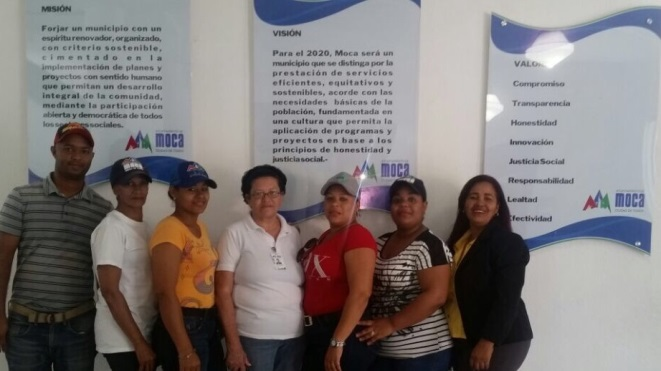 MISIÓN
Forjar un municipio con un
espíritu renovador, organizado,
con criterio sostenible,
cimentado en la
implementación de planes y
proyectos con sentido humano
que permitan un desarrollo
integral de la comunidad,
mediante la participación
abierta y democrática de todos
los sociales.
moca
VISIÓN
Para el 2020, Moca será un
municipio que se distinga por la
prestación de servicios
eficientes, equitativos y
sostenibles, acorde con las
necesidades básicas de la
población, fundamentada en
una cultura que permita la
aplicación de programas y
proyectos en base a los
principios de honestidad y
justicia social.-
moca
Compromiso
Transparencia
Honestidad
Innovación
Justicia Social
Responsabilidad
Lealtad
Efectividad
moca